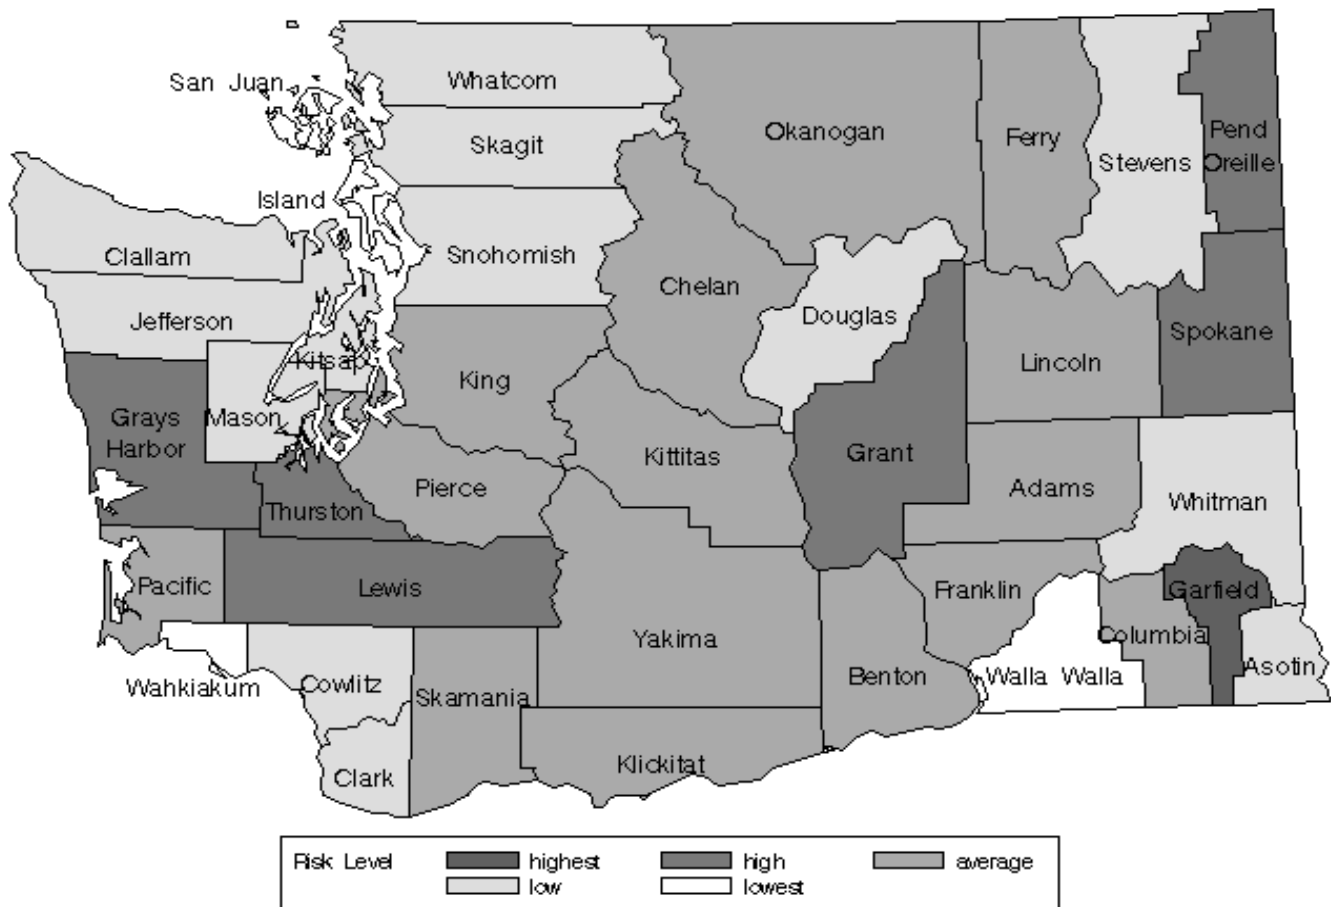 Whatcom
San Juan
Okanogan
Ferry
Pend
Oreille
Skagit
Stevens
Island
Clallam
Snohomish
Chelan
Jefferson
Douglas
Spokane
Kitsap
King
Lincoln
Grays
Harbor
Mason
Kittitas
Grant
Pierce
Adams
Whitman
Thurston
Pacific
Lewis
Franklin
Garfield
Yakima
Columbia
Wahkiakum
Cowlitz
Skamania
Benton
Walla Walla
Asotin
Clark
Klickitat
Risk Level highest high average
low lowest